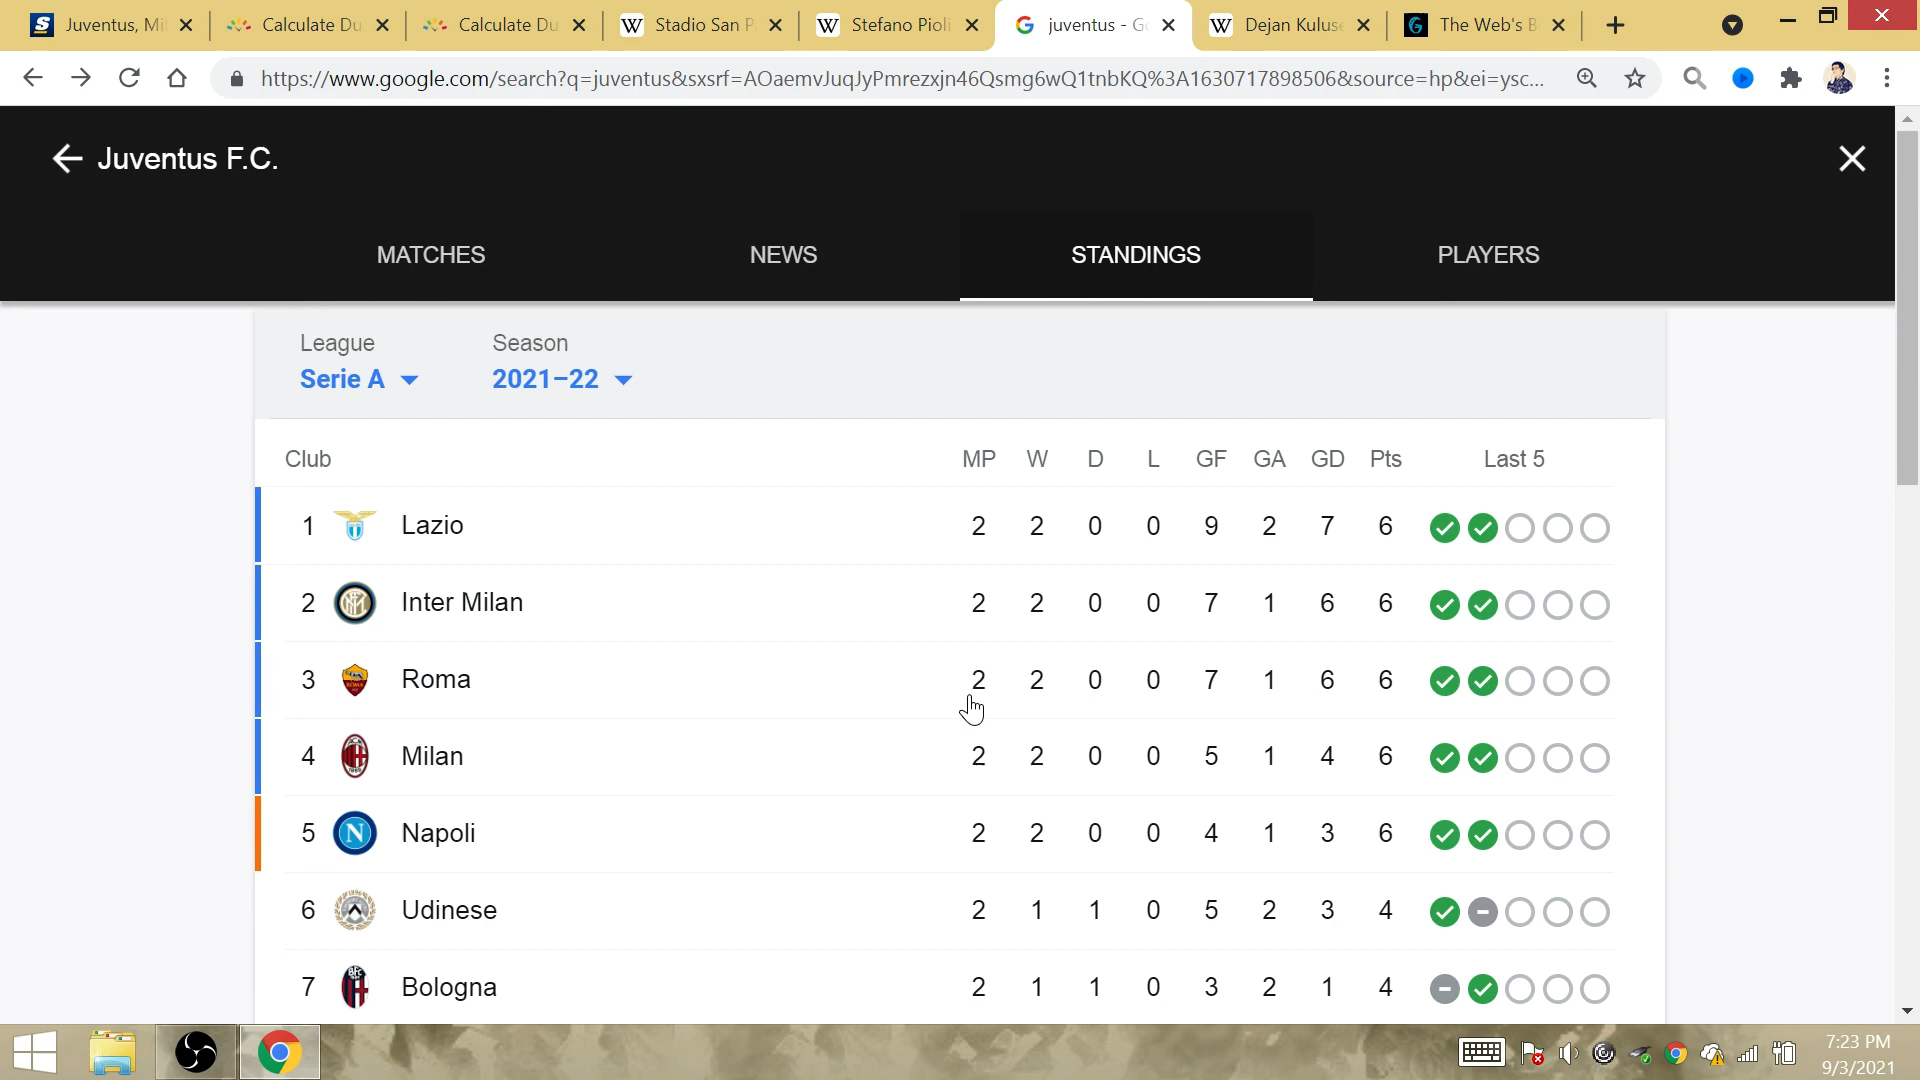 Juventus, Mi
Calculate Du
Calculate Du
Stadio San P
Stefano Pioli
juventus - Go
Dejan Kuluse
The Web's B
https://www.google.com/search?q=juventus&sxsrf=AOaemvJuqJyPmrezxjn46Qsmg6wQ1tnbKQ%3A1630717898506&source=hp&ei=ysc...
Juventus F.C.
MATCHES NEWS STANDINGS PLAYERS
League Season
Serie A 2021–22
Club MP W D L GF GA GD Pts Last 5
1 Lazio 2 2 0 0 9 2 7 6
2 Inter Milan 2 2 0 0 7 1 6 6
3 Roma 2 2 0 0 7 1 6 6
4 Milan 2 2 0 0 5 1 4 6
5 Napoli 2 2 0 0 4 1 3 6
6 Udinese 2 1 1 0 5 2 3 4
7 Bologna 2 1 1 0 3 2 1 4
7:23 PM
9/3/2021